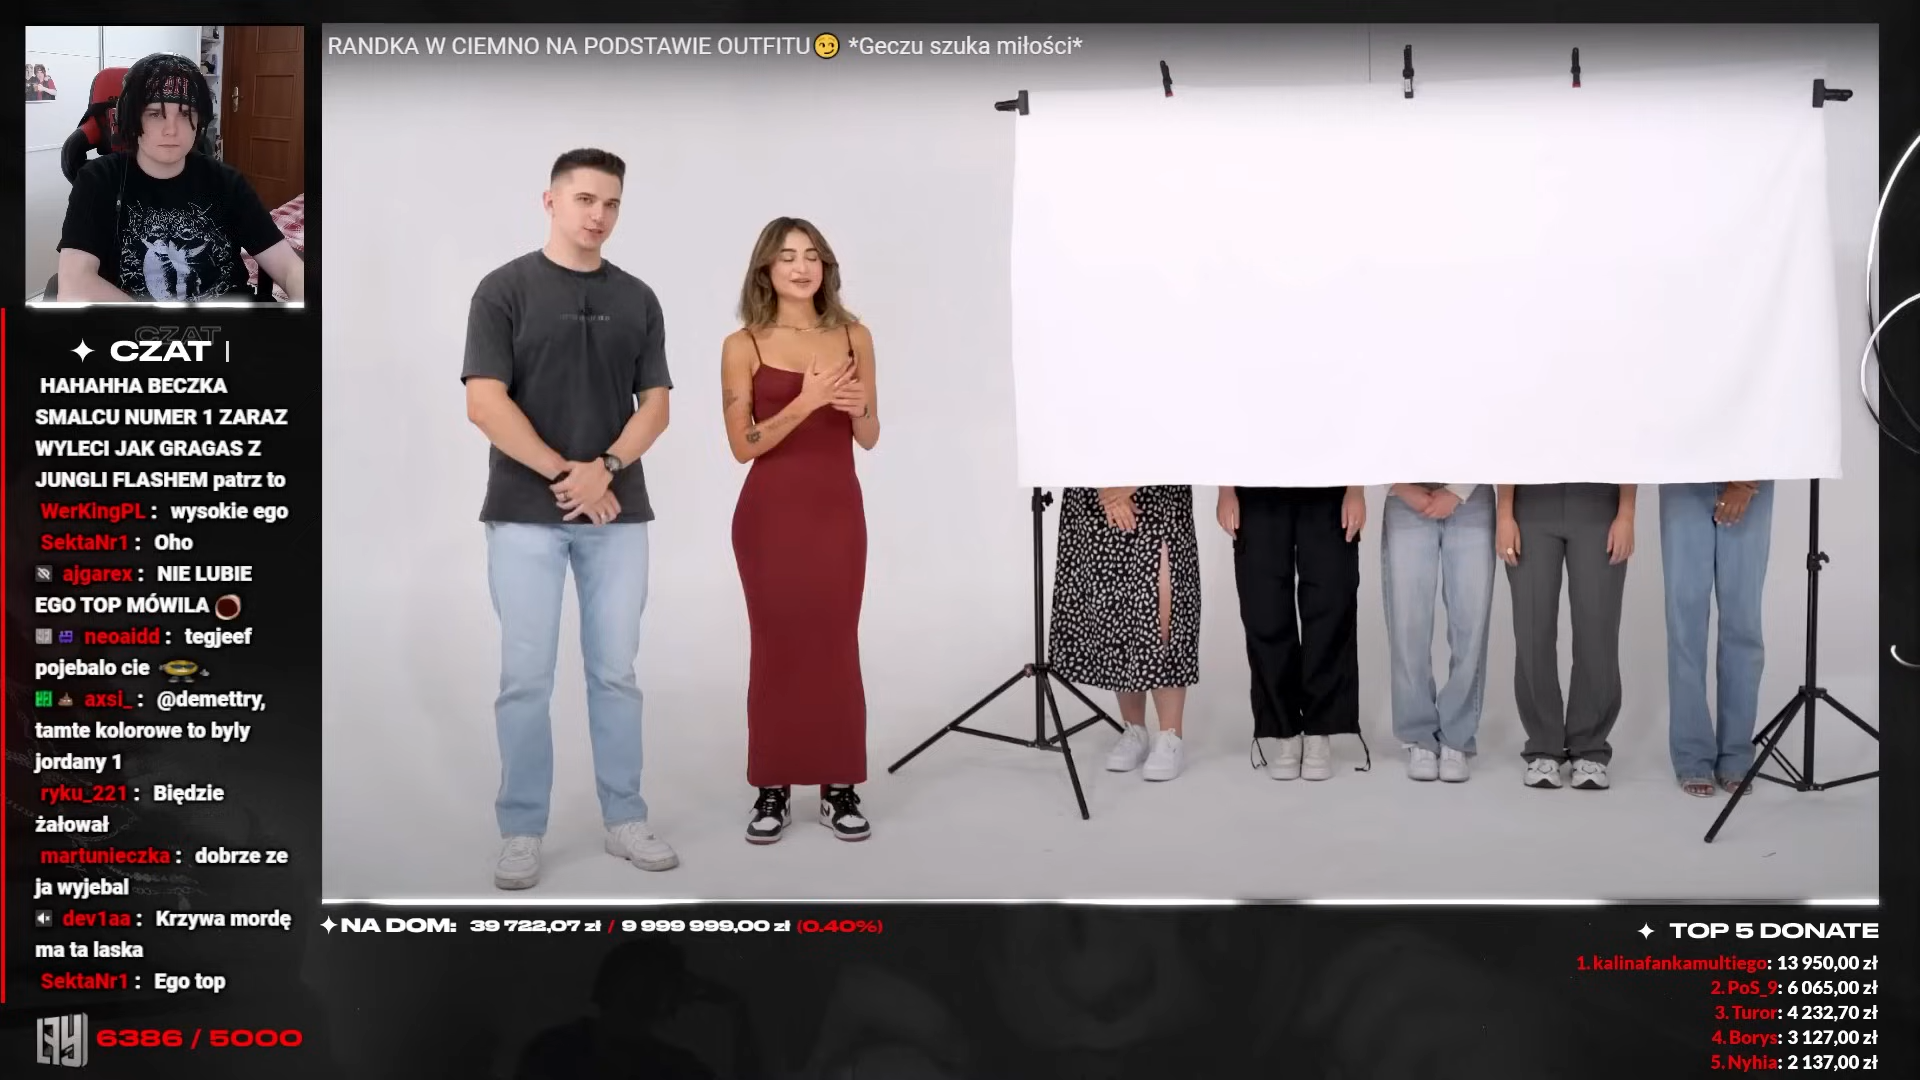 RANDKA W CIEMNO NA PODSTAWIE OUTFITU😏 *Geczu szuka miłości*
CZAT
CZAT |
HAHAHHA BECZKA
SMALCU NUMER 1 ZARAZ
WYLECI JAK GRAGAS Z
JUNGLI FLASHEM patrz to
WerKingPL : wysokie ego
SektaNr1 : Oho
ajgarex : NIE LUBIE
EGO TOP MÓWILA
neoaidd : tegjeef
pojebalo cie
axsi_ : @demettry,
tamte kolorowe to byly
jordany 1
ryku_221 : Biędzie
żałował
martunieczka : dobrze ze
ja wyjebal
dev1aa : Krzywa mordę
ma ta laska
SektaNr1 : Ego top
6386 / 5000
NA DOM: 39 722,07 zł / 9 999 999,00 zł (0.40%)
TOP 5 DONATE
1. kalinafankamultiego: 13 950,00 zł
2. PoS_9: 6 065,00 zł
3. Turor: 4 232,70 zł
4. Borys: 3 127,00 zł
5. Nyhia: 2 137,00 zł